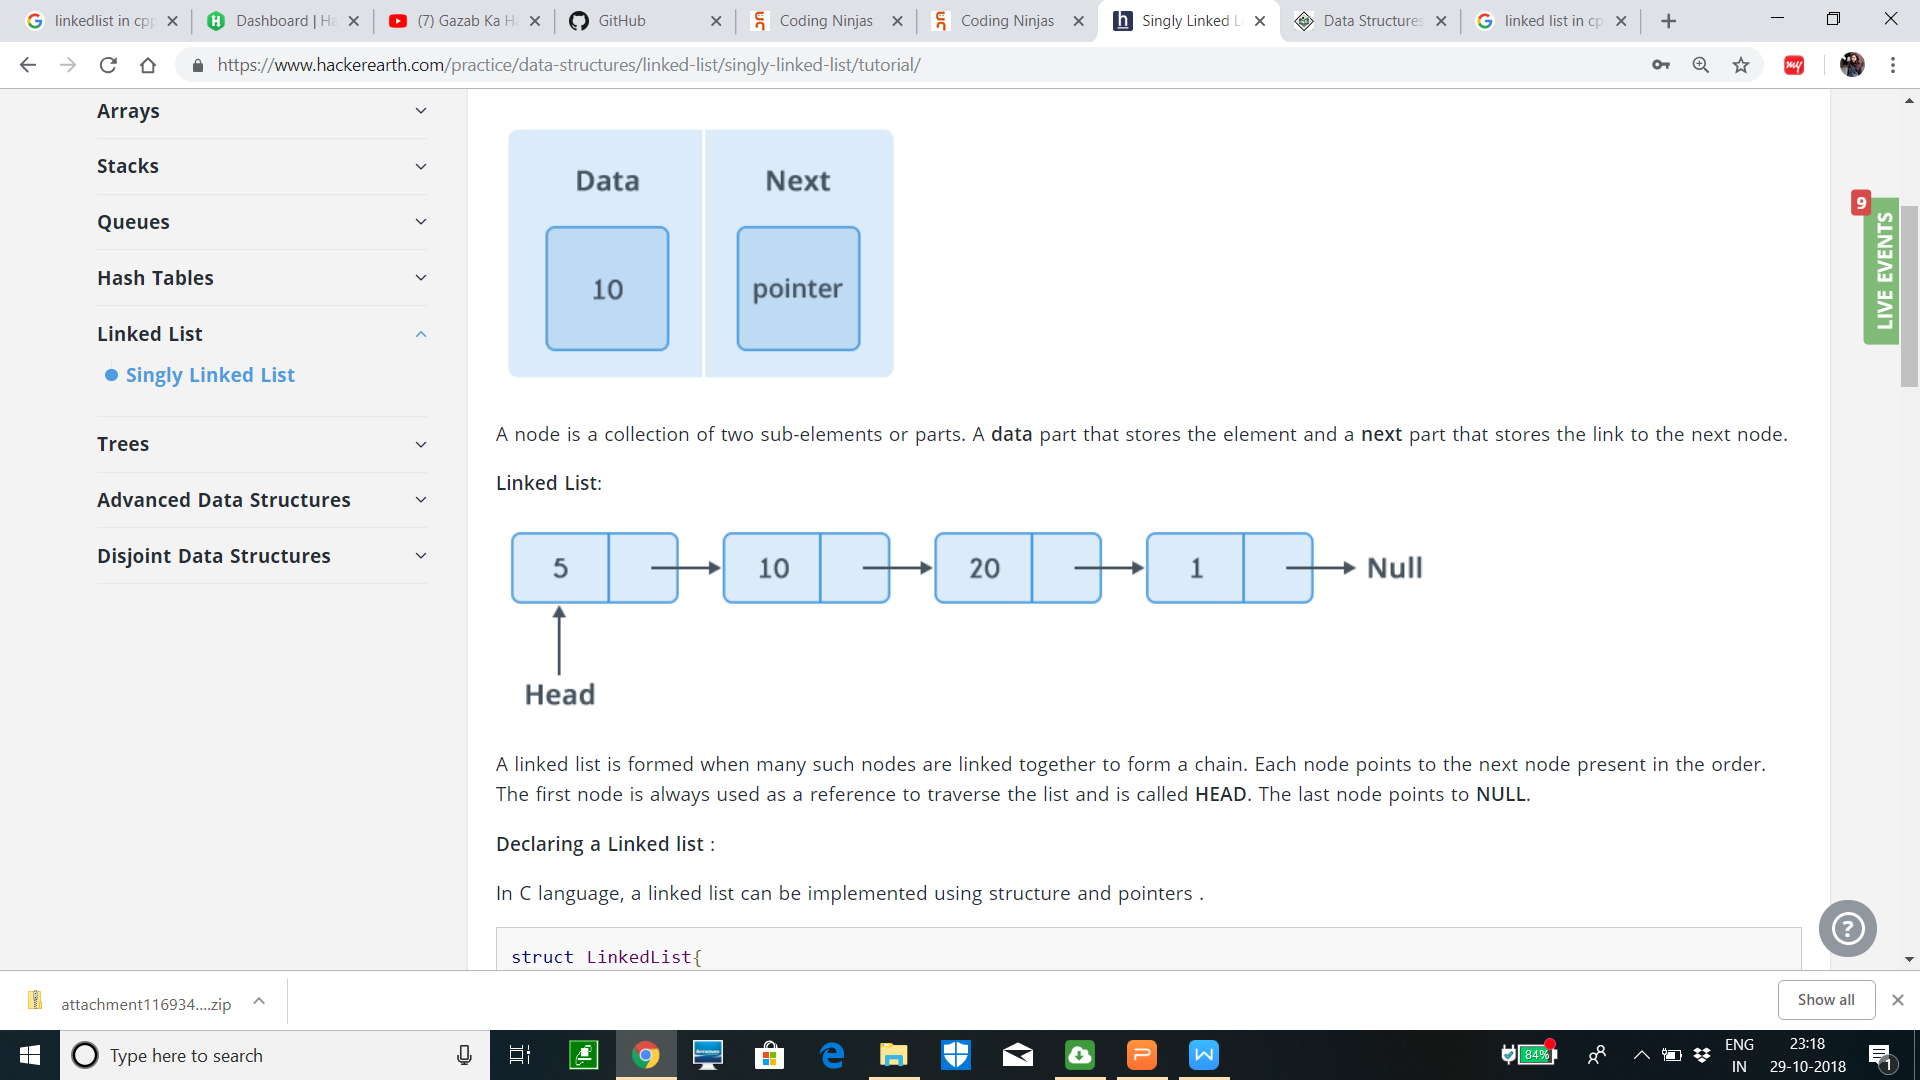 linkedlist in cpp
Dashboard | Ha
(7) Gazab Ka H
GitHub
Coding Ninjas
Coding Ninjas
Singly Linked L
Data Structures
linked list in cp
https://www.hackerearth.com/practice/data-structures/linked-list/singly-linked-list/tutorial/
my
Arrays
Stacks
Queues
Hash Tables
Linked List
Singly Linked List
Trees
Advanced Data Structures
Disjoint Data Structures
Data Next
10 pointer
A node is a collection of two sub-elements or parts. A data part that stores the element and a next part that stores the link to the next node.
Linked List:
5 10 20 1 Null
Head
A linked list is formed when many such nodes are linked together to form a chain. Each node points to the next node present in the order.
The first node is always used as a reference to traverse the list and is called HEAD. The last node points to NULL.
Declaring a Linked list :
In C language, a linked list can be implemented using structure and pointers .
struct LinkedList{
9
LIVE EVENTS
?
attachment116934....zip
Show all
Type here to search
84%
ENG
IN
23:18
29-10-2018
1